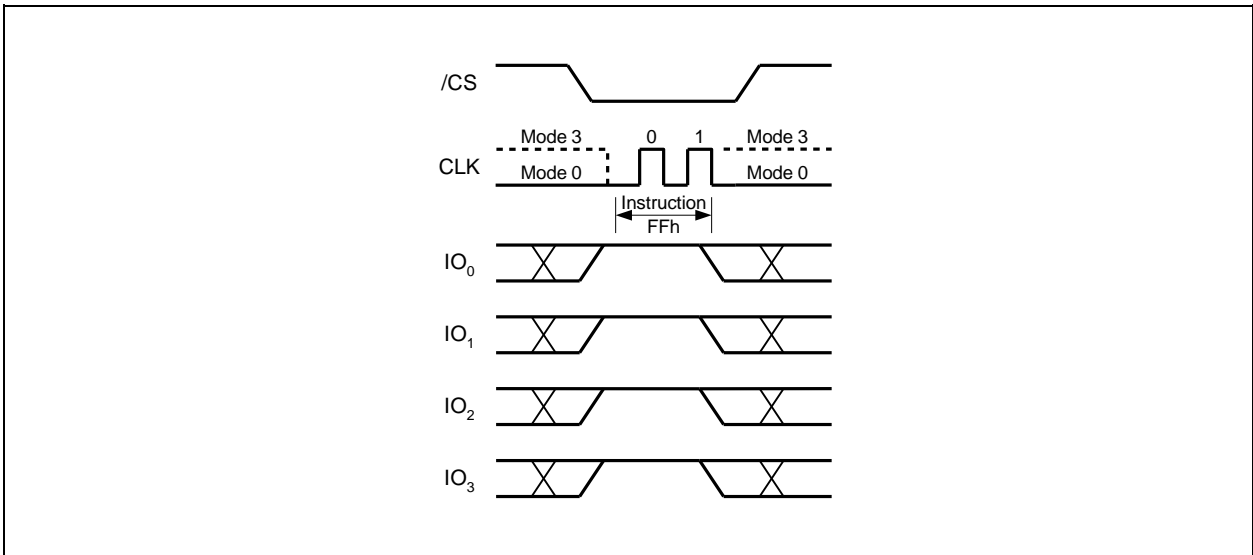 /CS
Mode 3 0 1 Mode 3
CLK
Mode 0 Mode 0
Instruction
FFh
IO0
IO1
IO2
IO3